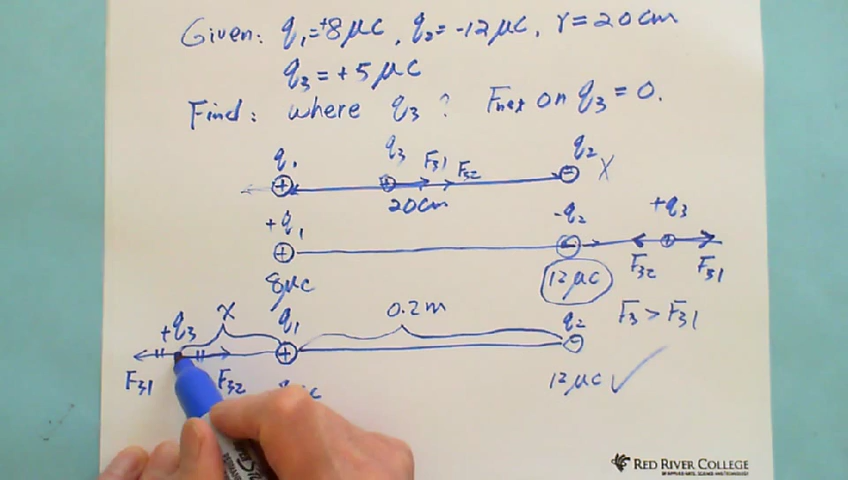 Given: q₁=+8μC, q₂=-12μC, r=20cm
q₃=+5μC
Find: where q₃? Fnet on q₃=0.
q₁ q₃ F₃₁ F₃₂ q₂ X
+ + -
20cm
+q₁ -q₂ +q₃
+ - +
8μC 12μC F₃₂ F₃₁
F₃ > F₃₁
+q₃ x q₁ 0.2m q₂
+ -
F₃₁ F₃₂ 12μC ✓
RED RIVER COLLEGE